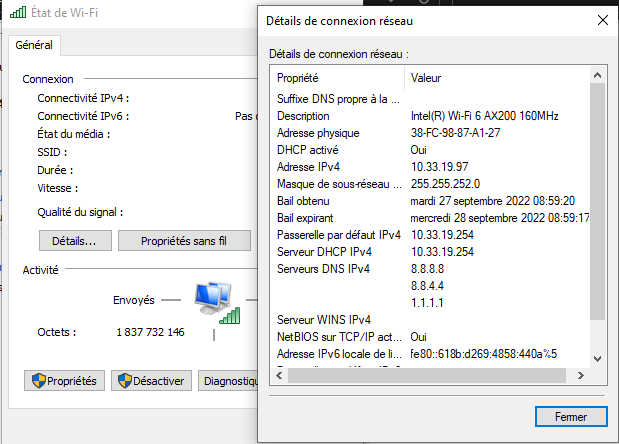 État de Wi-Fi
Général
Connexion
Connectivité IPv4 :
Connectivité IPv6 : Pas
État du média :
SSID :
Durée :
Vitesse :
Qualité du signal :
Détails...
Propriétés sans fil
Activité
Envoyés
Octets : 1 837 732 146
Propriétés
Désactiver
Diagnostiqu
Détails de connexion réseau
Détails de connexion réseau :
Propriété Valeur
Suffixe DNS propre à la ...
Description Intel(R) Wi-Fi 6 AX200 160MHz
Adresse physique 38-FC-98-87-A1-27
DHCP activé Oui
Adresse IPv4 10.33.19.97
Masque de sous-réseau ... 255.255.252.0
Bail obtenu mardi 27 septembre 2022 08:59:20
Bail expirant mercredi 28 septembre 2022 08:59:17
Passerelle par défaut IPv4 10.33.19.254
Serveur DHCP IPv4 10.33.19.254
Serveurs DNS IPv4 8.8.8.8
8.8.4.4
1.1.1.1
Serveur WINS IPv4
NetBIOS sur TCP/IP act... Oui
Adresse IPv6 locale de li... fe80::618b:d269:4858:440a%5
Fermer